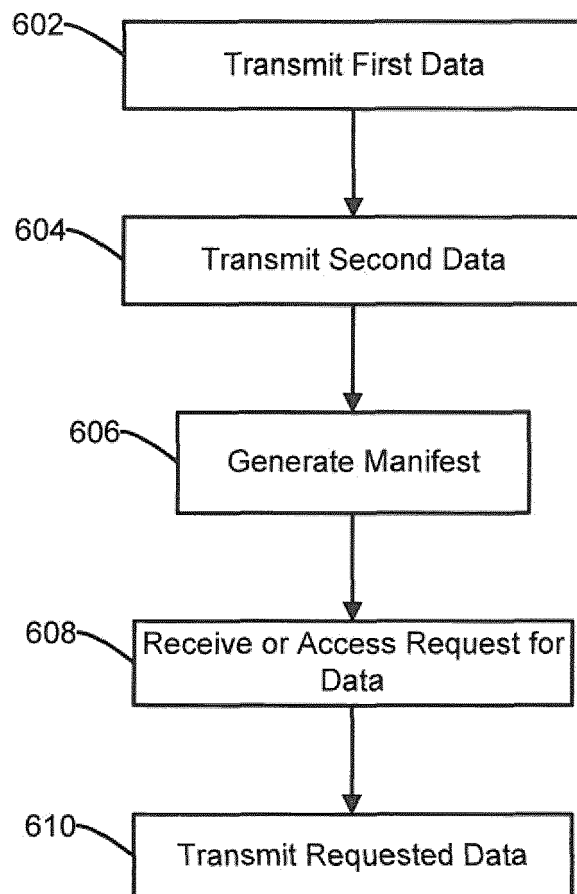 602
Transmit First Data
604
Transmit Second Data
606
Generate Manifest
608
Receive or Access Request for
Data
610
Transmit Requested Data